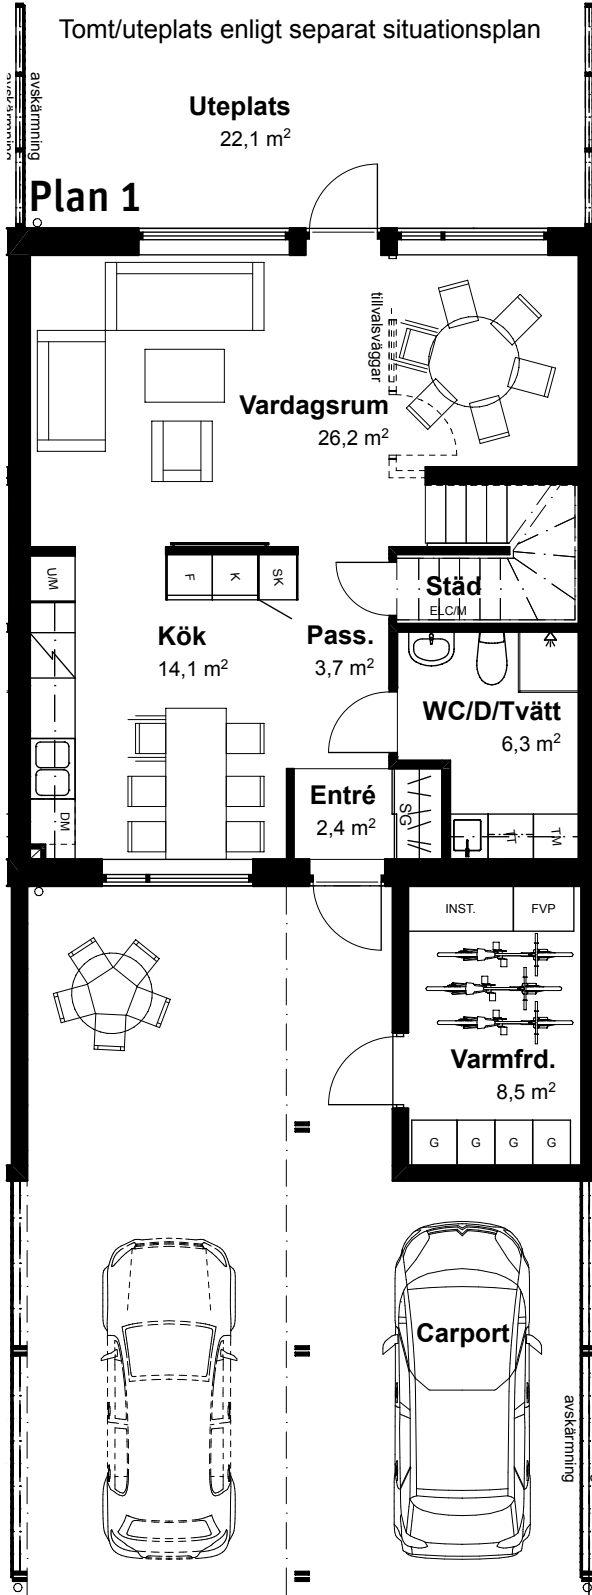 Tomt/uteplats enligt separat situationsplan
avskärmning
avskärmning
Uteplats
22,1 m²
Plan 1
tillvalsväggar
Vardagsrum
26,2 m²
U/M
F
K
SK
Städ
ELC/M
Kök
14,1 m²
Pass.
3,7 m²
WC/D/Tvätt
6,3 m²
Entré
2,4 m²
SG
DM
TT
TM
INST.
FVP
Varmfrd.
8,5 m²
G
G
G
G
Carport
avskärmning